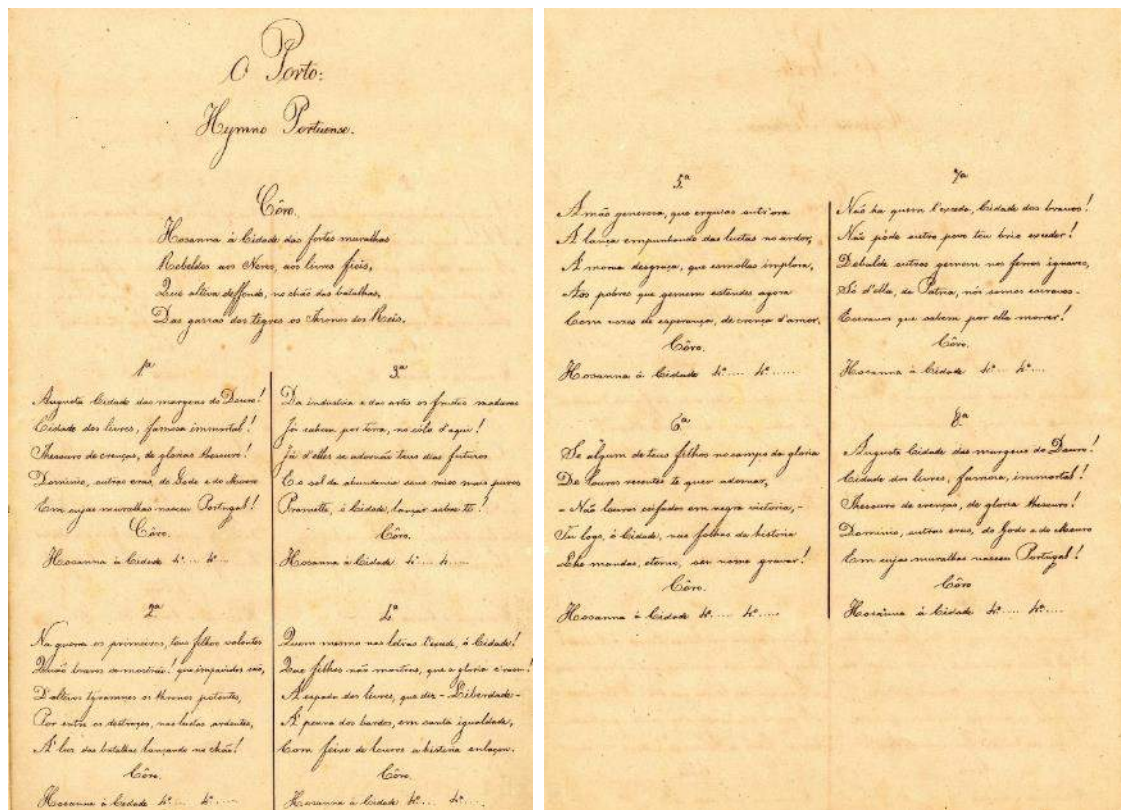 O Porto:
Hymno Portuense.
Côro.
Hosanna à Cidade das fortes muralhas
Rebeldes aos Neros, aos livres fieis,
Que altiva deffende, no chão das batalhas,
Das garras dos tigres os thronos dos Reis.
1ª
Augusta Cidade das margens do Douro!
Cidade dos livres, famosa immortal!
Thesouro de crenças, de glorias thesouro!
Dominio, outras eras, do Godo e do Mouro
Em cujas muralhas nasceu Portugal!
Côro.
Hosanna à Cidade &ª... &ª...
2ª
Na guerra os primeiros, teus filhos valentes
Quão bravos se mostrão! que impavidos são,
D'altivos tyrannos os thronos potentes,
Por entre os destroços, nas luctas ardentes,
Á luz das batalhas lançando no chão!
Côro.
Hosanna à Cidade &ª.... &ª.....
3ª
Da industria e das artes os fructos maduros
Já sabem por terra, no cólo d'aqui!
Já d'elles se adornão teus dias futuros
E o sol da abundancia seus raios mais puros
Promette, ó Cidade, lançar sobre ti!
Côro.
Hosanna à Cidade &.... &.....
4ª
Quem mesmo nas letras t'excede, ó Cidade!
Que filhos não mostras, que a gloria
A espada dos livres, que diz - Liberdade -
A penna dos bardos, em santa igualdade,
Com feixe de louros a historia enlaçou.
Côro.
Hosanna à Cidade &ª.... &ª....
5ª
A mão generosa, que erguias outr'ora
A lança empunhando das luctas no ardor,
A morna desgraça, que esmollas implora,
Aos pobres que gemem estendes agora
Com vozes de esperança, de crença d'amor.
Côro.
Hosanna à Cidade &ª.... &ª.....
6ª
Se algum de teus filhos no campo da gloria
De louros recentes te quer adornar,
- Não louros ceifados em negra victoria, -
Tu logo, ó Cidade, nas folhas da historia
Lhe mandas, eterno, seu nome gravar!
Côro.
Hosanna à Cidade &ª.... &ª....
7ª
Não ha quem t'exceda, Cidade dos bravos!
Não póde outro povo teu brio exceder!
Debalde outros gemem nos ferros ignavos,
Só d'ella, da Patria, nós somos escravos -
Escravos que sabem por ella morrer!
Côro.
Hosanna à Cidade &ª.... &ª.....
8ª
Augusta Cidade das margens do Douro!
Cidade dos livres, famosa, immortal!
Thesouro de crenças, de gloria thesouro!
Dominio, outras eras, do Godo e do Mouro
Em cujas muralhas nasceu Portugal!
Côro
Hosanna à Cidade &ª.... &ª....